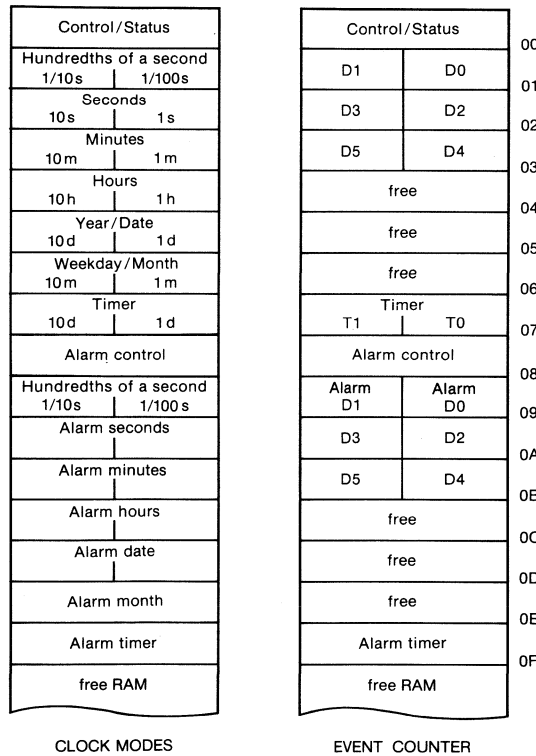 Control/Status
Hundredths of a second
1/10s 1/100s
Seconds
10s 1s
Minutes
10m 1m
Hours
10h 1h
Year/Date
10d 1d
Weekday/Month
10m 1m
Timer
10d 1d
Alarm control
Hundredths of a second
1/10s 1/100s
Alarm seconds
Alarm minutes
Alarm hours
Alarm date
Alarm month
Alarm timer
free RAM
CLOCK MODES
Control/Status
D1 D0
D3 D2
D5 D4
free
free
free
Timer
T1 T0
Alarm control
Alarm Alarm
D1 D0
D3 D2
D5 D4
free
free
free
Alarm timer
free RAM
EVENT COUNTER
00
01
02
03
04
05
06
07
08
09
0A
0B
0C
0D
0E
0F